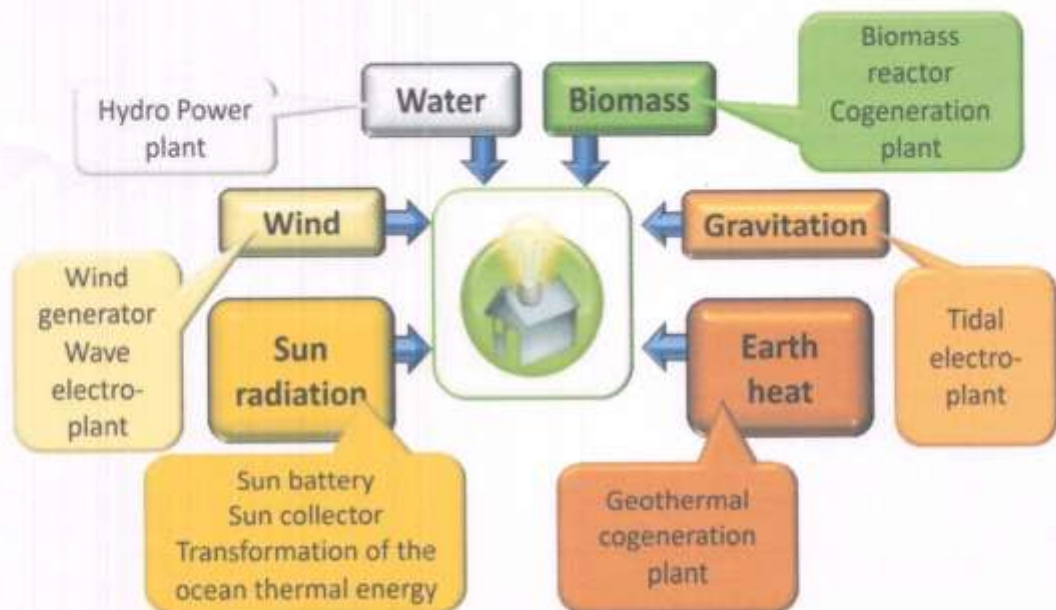 Water
Biomass
Hydro Power
plant
Biomass
reactor
Cogeneration
plant
Wind
Gravitation
Wind
generator
Wave
electro-
plant
Tidal
electro-
plant
Sun
radiation
Earth
heat
Sun battery
Sun collector
Transformation of the
ocean thermal energy
Geothermal
cogeneration
plant